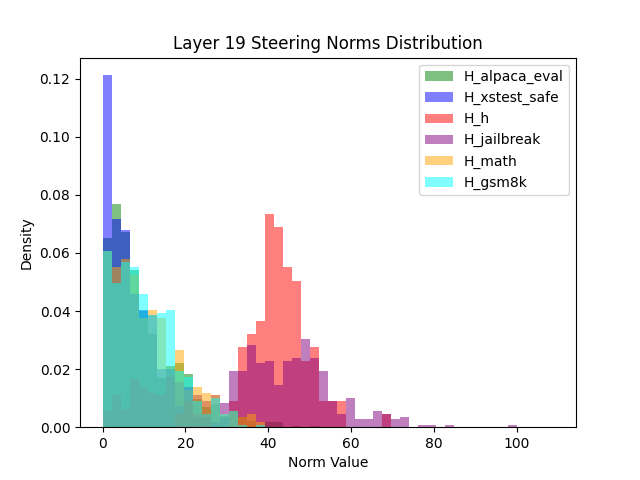 Layer 19 Steering Norms Distribution
H_alpaca_eval
H_xstest_safe
H_h
H_jailbreak
H_math
H_gsm8k
Density
0.12
0.10
0.08
0.06
0.04
0.02
0.00
0
20
40
60
80
100
Norm Value